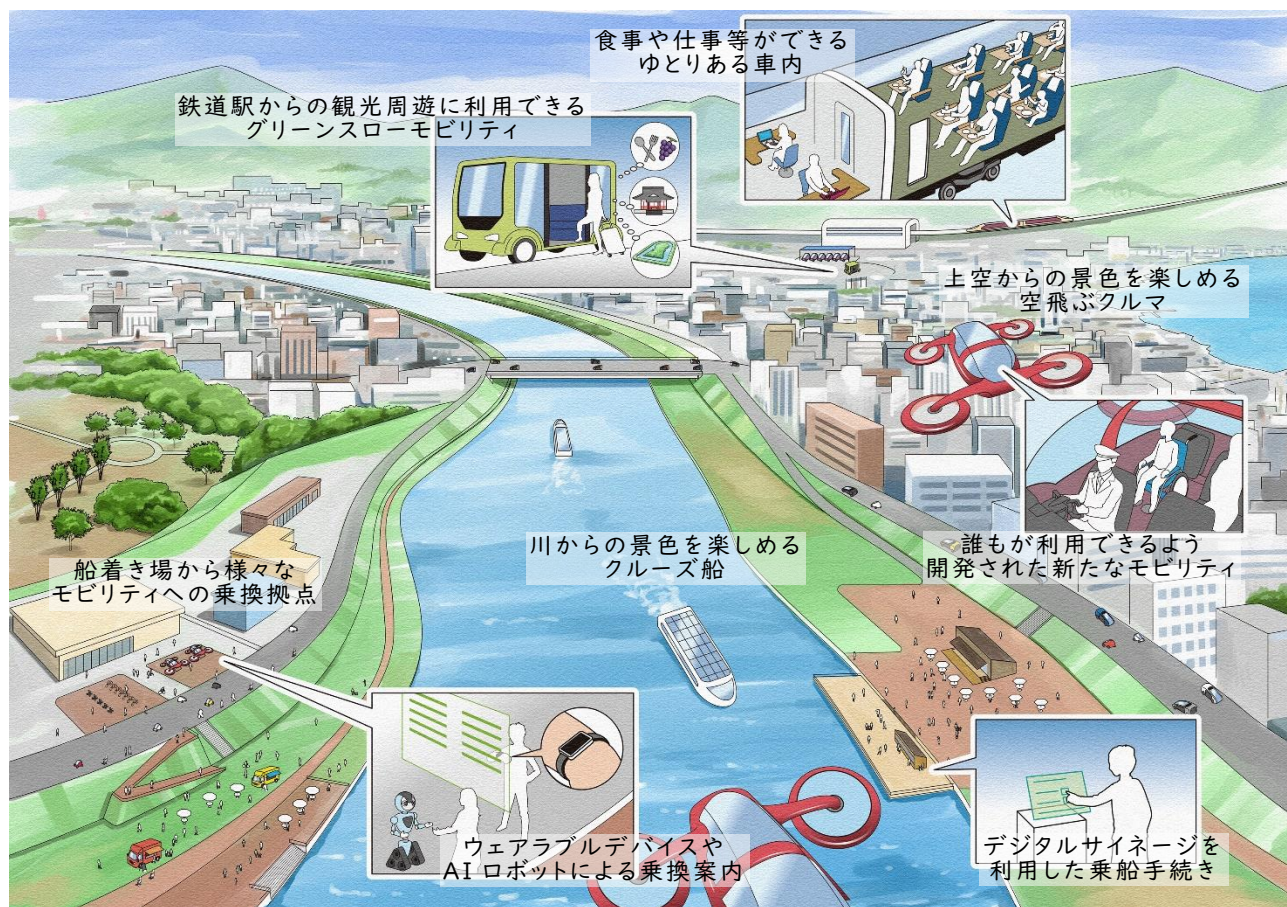 食事や仕事等ができる
ゆとりある車内
鉄道駅からの観光周遊に利用できる
グリーンスローモビリティ
上空からの景色を楽しめる
空飛ぶクルマ
誰もが利用できるよう
開発された新たなモビリティ
川からの景色を楽しめる
クルーズ船
船着き場から様々な
モビリティへの乗換拠点
ウェアラブルデバイスや
AIロボットによる乗換案内
デジタルサイネージを
利用した乗船手続き